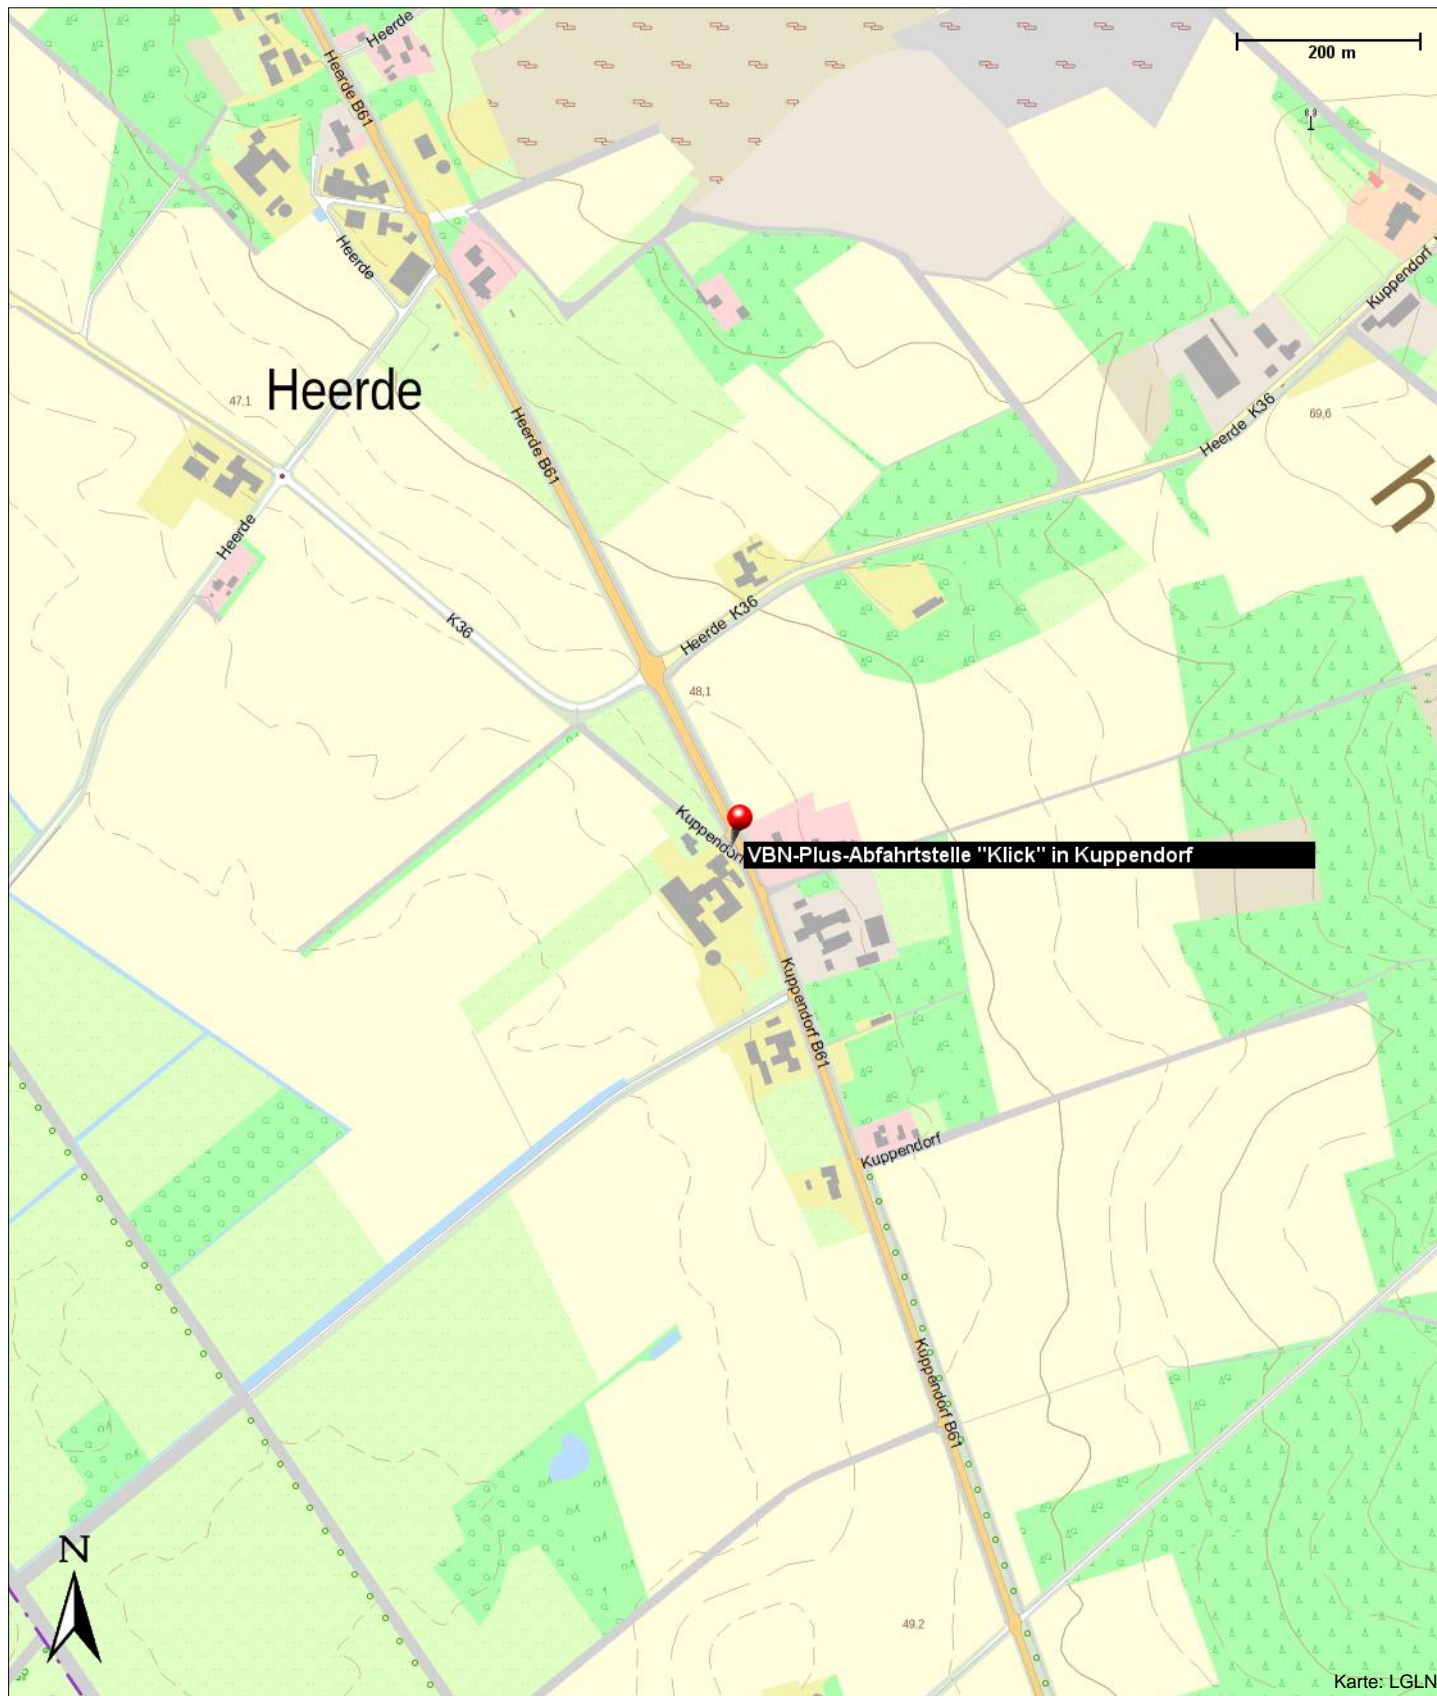 Heerde
Heerde B61
200 m
Heerde
Kuppendorf
47,1
Heerde
Heerde B61
Heerde K36
69,6
h
Heerde
K36
Heerde K36
48,1
Kuppendorf
VBN-Plus-Abfahrtstelle "Klick" in Kuppendorf
Kuppendorf B61
Kuppendorf
Kuppendorf B61
N
49,2
Karte: LGLN